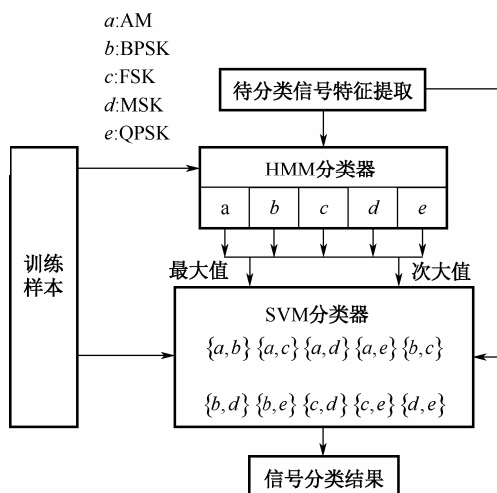 a:AM
b:BPSK
c:FSK
d:MSK
e:QPSK
待分类信号特征提取
HMM分类器
a b c d e
训练
样本
最大值 次大值
SVM分类器
{a,b} {a,c} {a,d} {a,e} {b,c}
{b,d} {b,e} {c,d} {c,e} {d,e}
信号分类结果